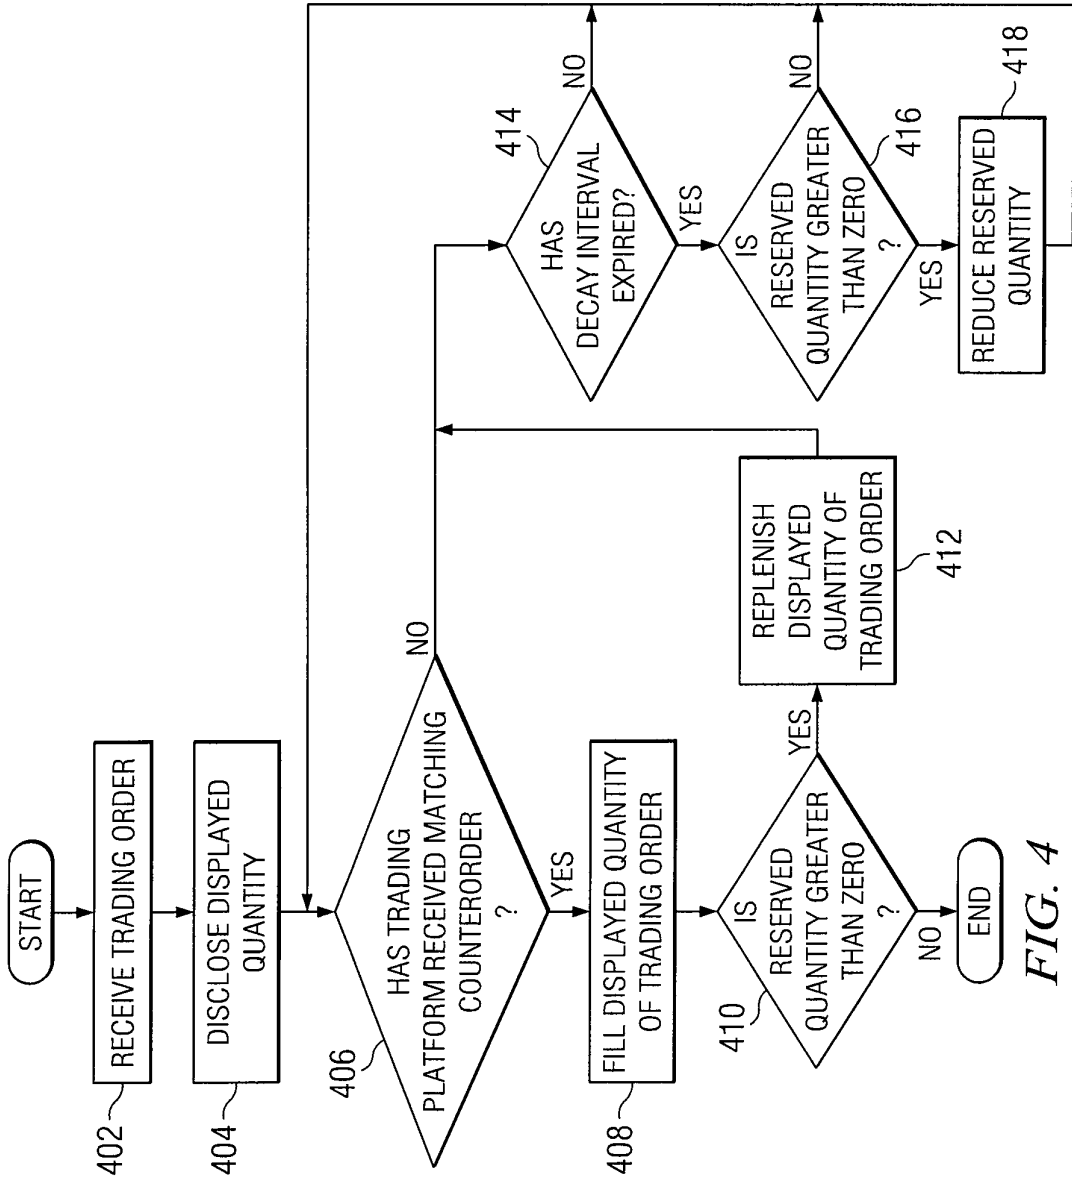 START
RECEIVE TRADING ORDER
402
DISCLOSE DISPLAYED
QUANTITY
404
HAS TRADING
PLATFORM RECEIVED MATCHING
COUNTERORDER
?
406
NO
YES
FILL DISPLAYED QUANTITY
OF TRADING ORDER
408
IS
RESERVED
QUANTITY GREATER
THAN ZERO
?
410
YES
NO
END
REPLENISH
DISPLAYED
QUANTITY OF
TRADING ORDER
412
HAS
DECAY INTERVAL
EXPIRED?
414
NO
YES
IS
RESERVED
QUANTITY GREATER
THAN ZERO
?
416
NO
YES
REDUCE RESERVED
QUANTITY
418
FIG. 4